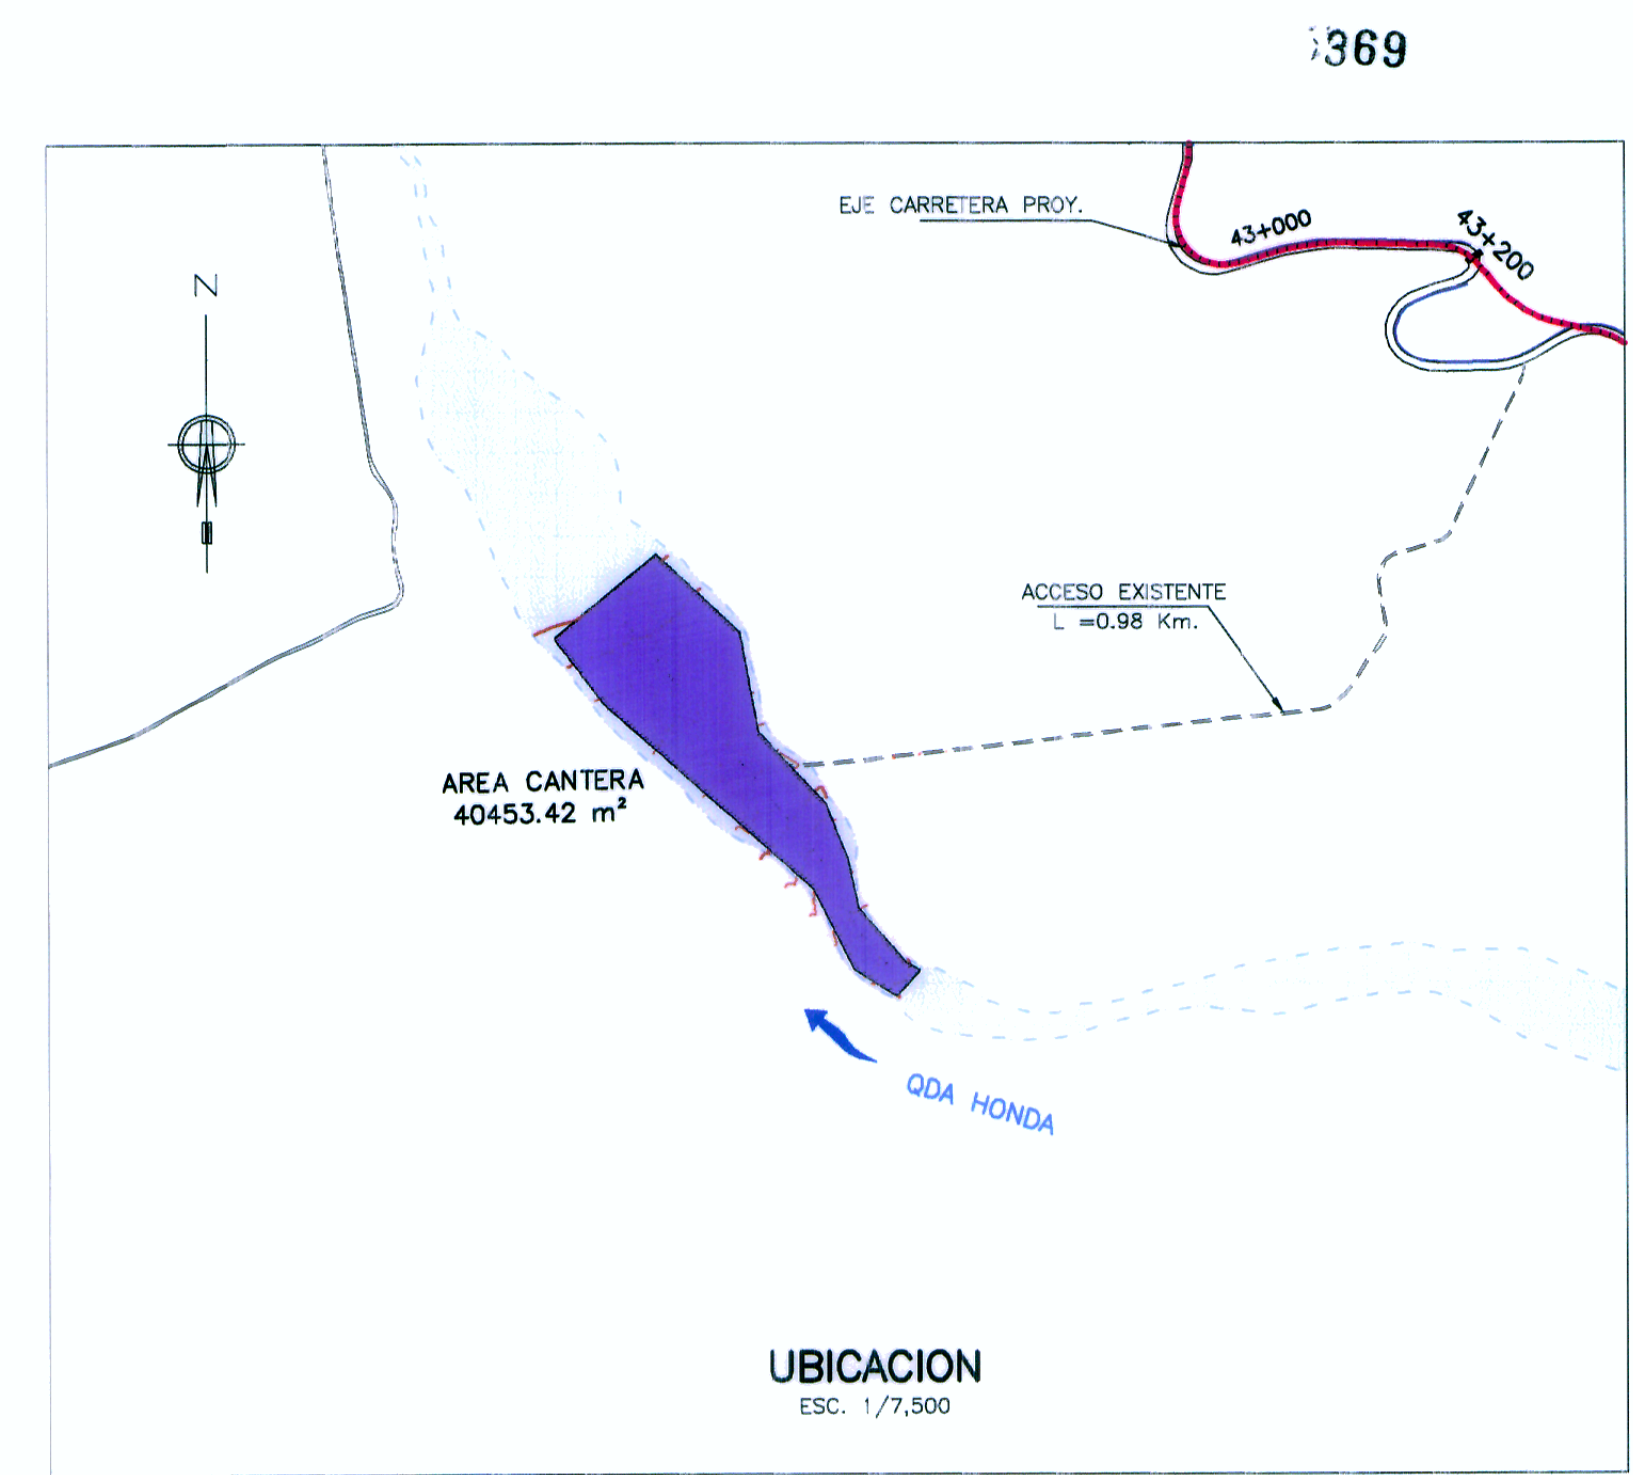 369
EJE CARRETERA PROY.
43+000
43+200
N
ACCESO EXISTENTE
L =0.98 Km.
AREA CANTERA
40453.42 m²
QDA HONDA
UBICACION
ESC. 1/7,500